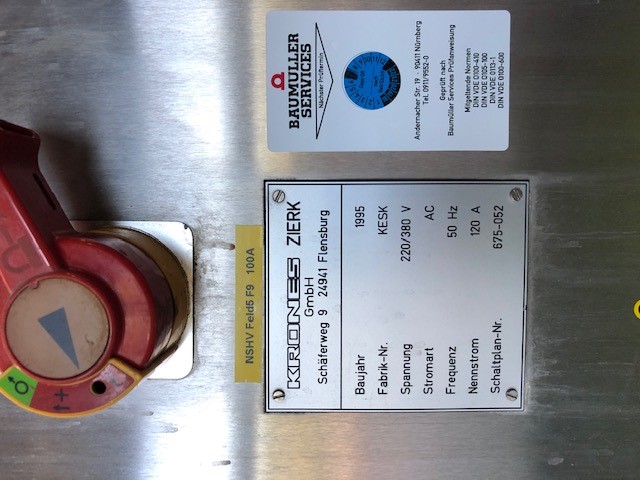 BAUMÜLLER
SERVICES
Nächster Prüftermin
Andernacher Str. 19 · 90411 Nürnberg
Tel. 0911/9552-0
Geprüft nach
Baumüller Services Prüfanweisung
Mitgeltende Normen
DIN VDE 0100-410
DIN VDE 0105-100
DIN VDE 0113-1
DIN VDE 0100-600
NSHV Feld5 F9 100A
KRONES ZIERK
GmbH
Schäferweg 9 24941 Flensburg
Baujahr 1995
Fabrik-Nr. KESK
Spannung 220/380 V
Stromart AC
Frequenz 50 Hz
Nennstrom 120 A
Schaltplan-Nr. 675-052